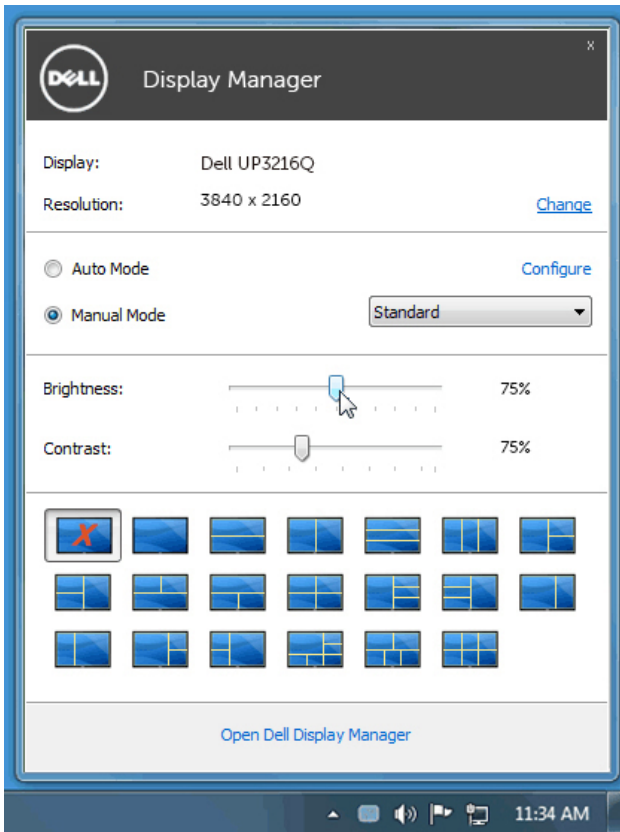 x
DELL
Display Manager
Display: Dell UP3216Q
Resolution: 3840 x 2160 Change
Auto Mode Configure
Manual Mode Standard
Brightness: 75%
Contrast: 75%
X
Open Dell Display Manager
11:34 AM